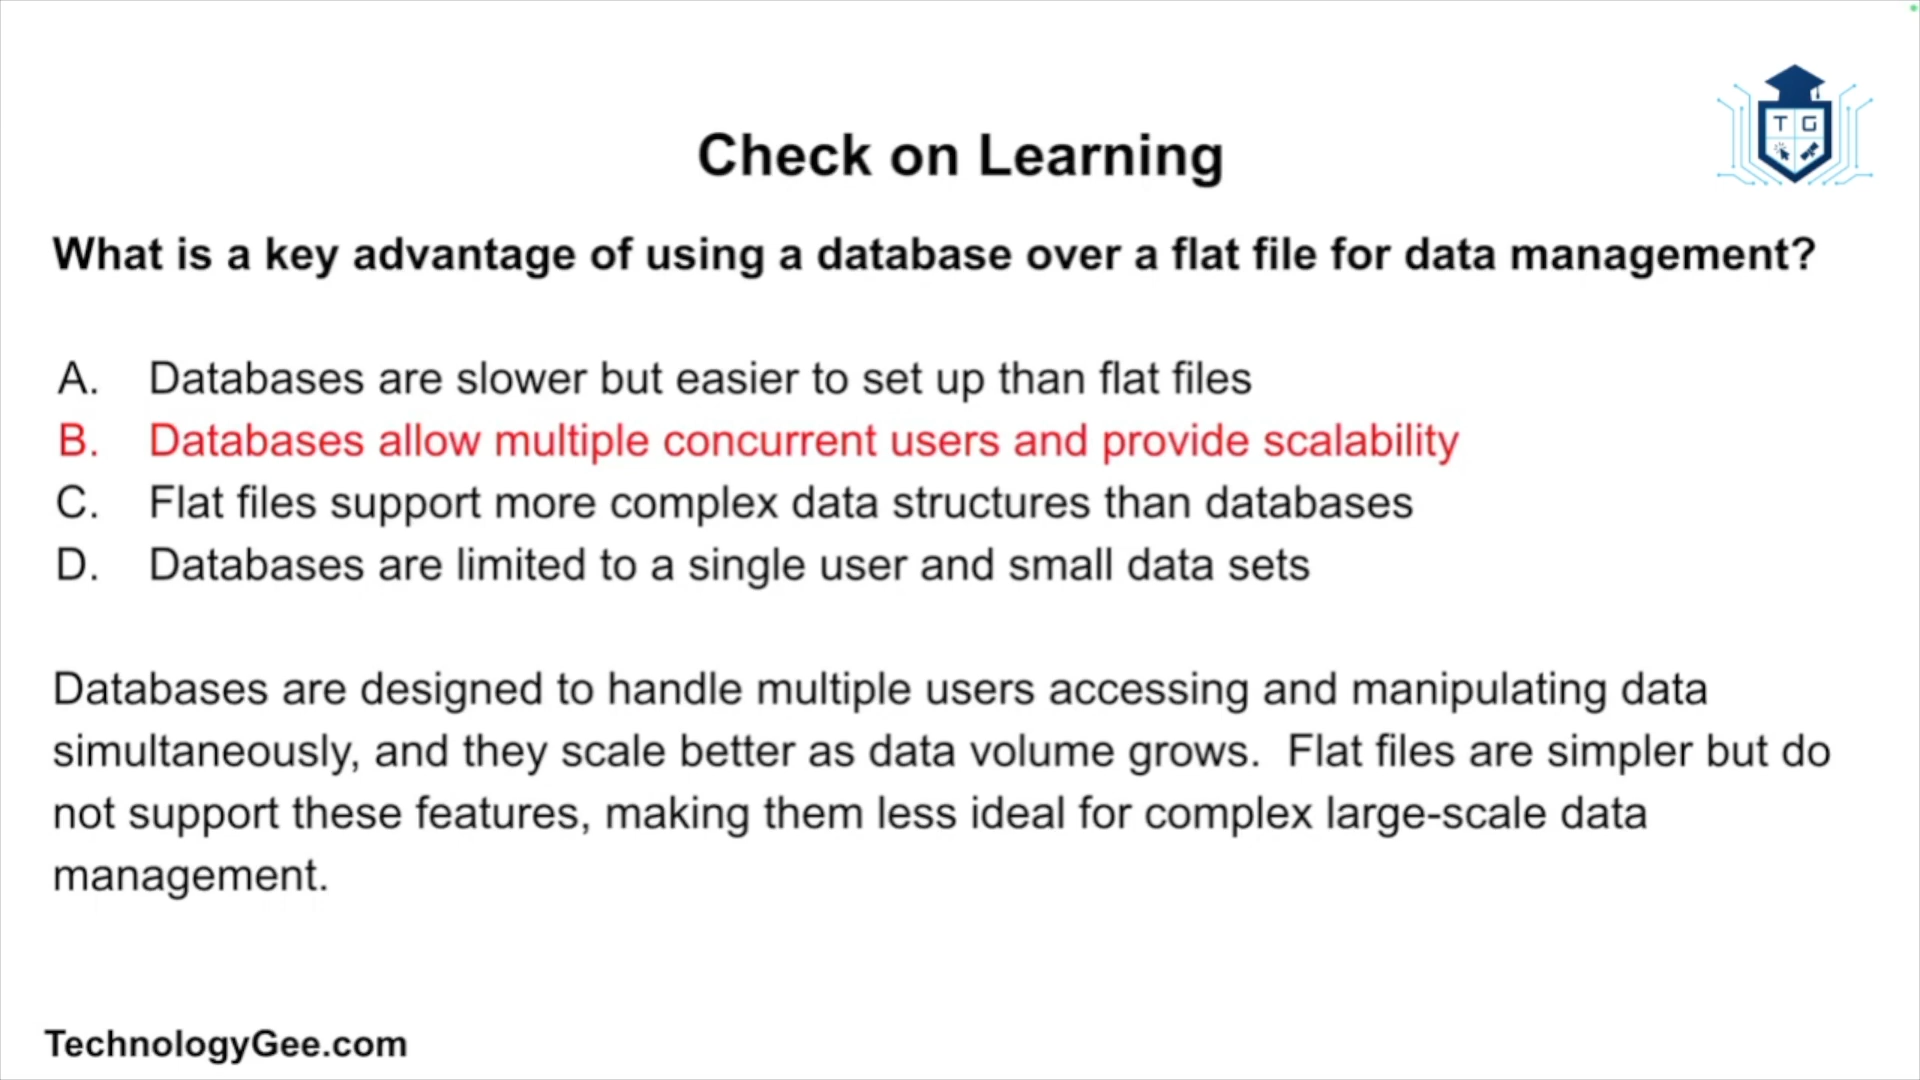 T G
Check on Learning
What is a key advantage of using a database over a flat file for data management?
A. Databases are slower but easier to set up than flat files
B. Databases allow multiple concurrent users and provide scalability
C. Flat files support more complex data structures than databases
D. Databases are limited to a single user and small data sets
Databases are designed to handle multiple users accessing and manipulating data
simultaneously, and they scale better as data volume grows.  Flat files are simpler but do
not support these features, making them less ideal for complex large-scale data
management.
TechnologyGee.com